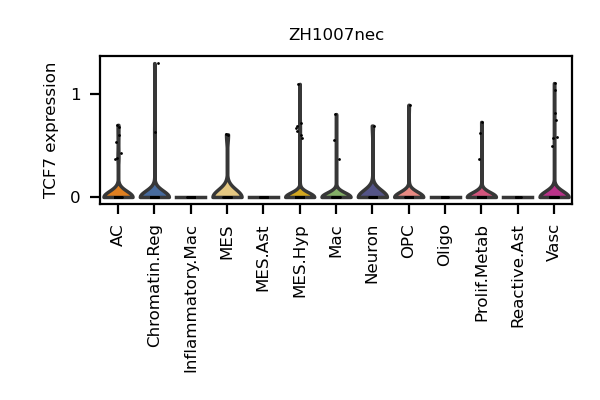 ZH1007nec
TCF7 expression
1
0
AC
Chromatin.Reg
Inflammatory.Mac
MES
MES.Ast
MES.Hyp
Mac
Neuron
OPC
Oligo
Prolif.Metab
Reactive.Ast
Vasc